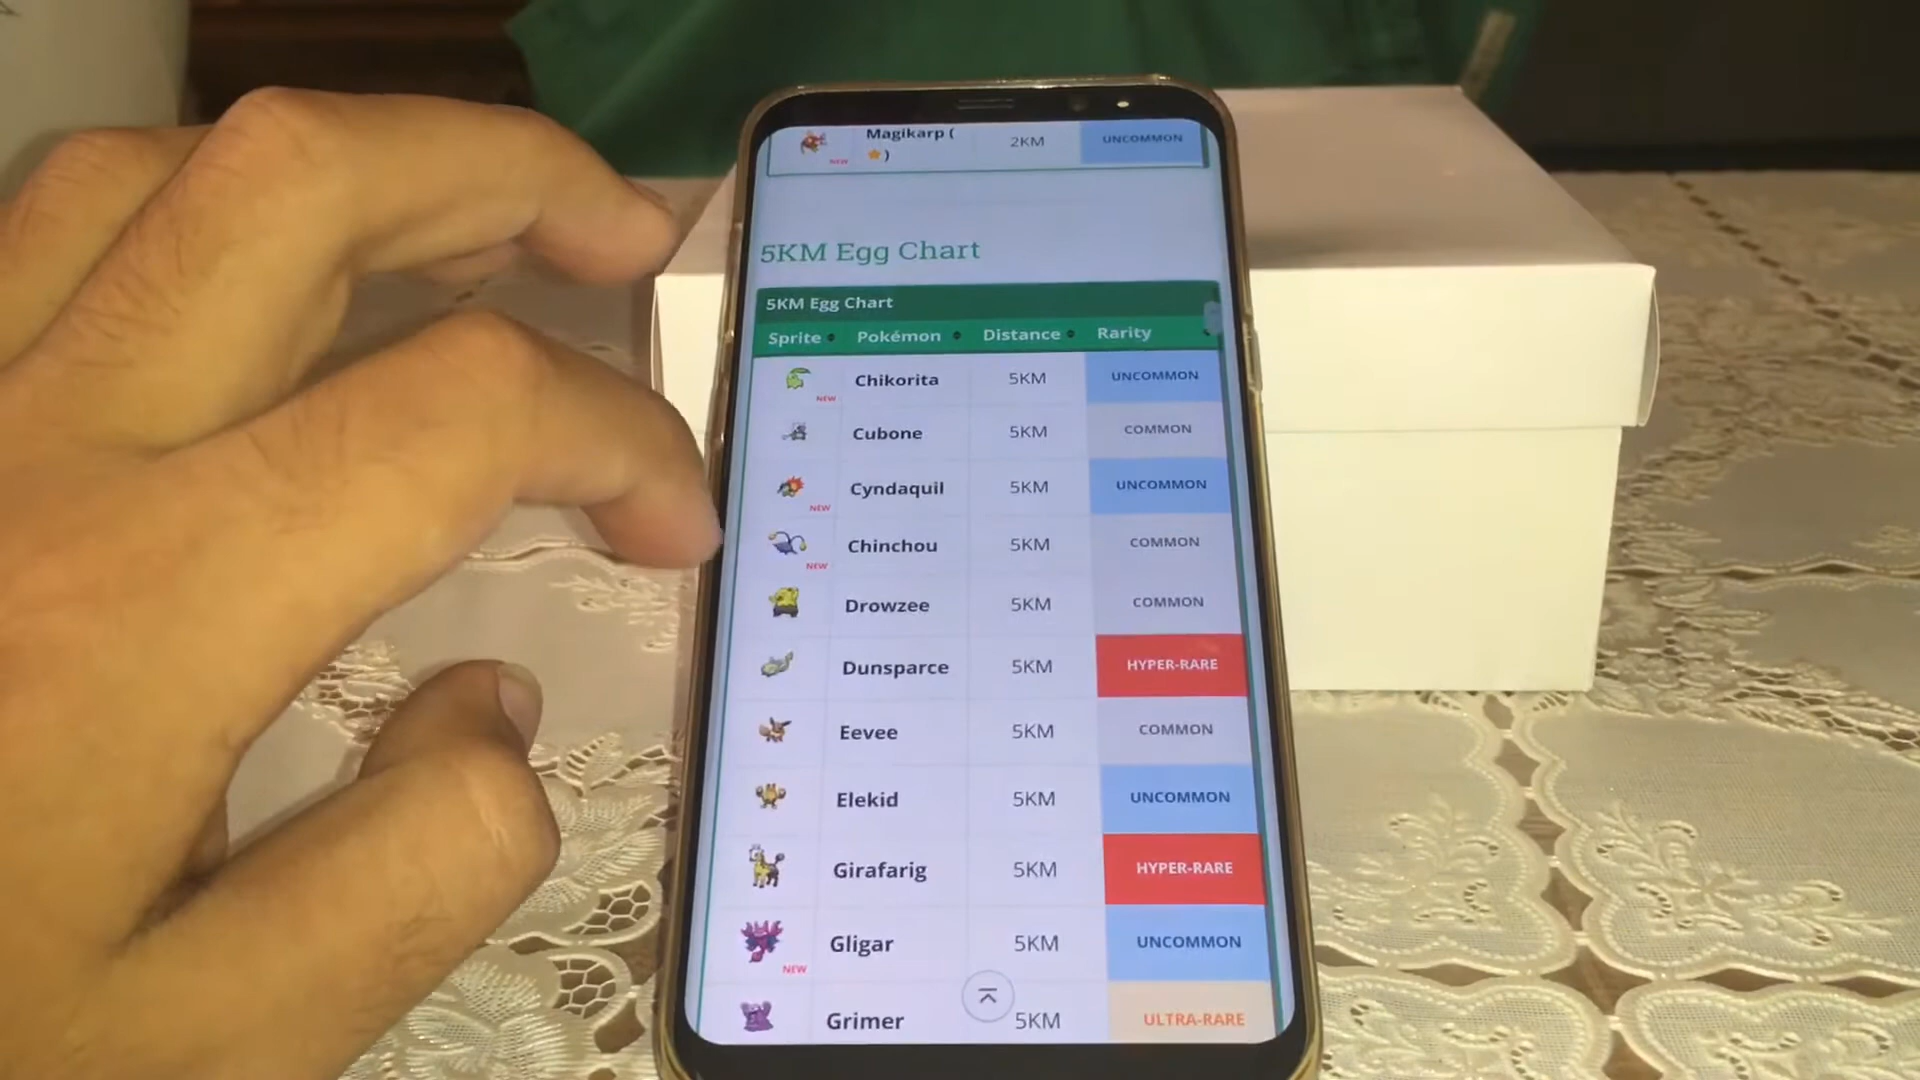 Magikarp (
⭐ )
2KM
UNCOMMON
NEW
5KM Egg Chart
5KM Egg Chart
Sprite Pokémon Distance Rarity
Chikorita 5KM UNCOMMON
NEW
Cubone 5KM COMMON
Cyndaquil 5KM UNCOMMON
NEW
Chinchou 5KM COMMON
NEW
Drowzee 5KM COMMON
Dunsparce 5KM HYPER-RARE
Eevee 5KM COMMON
Elekid 5KM UNCOMMON
Girafarig 5KM HYPER-RARE
Gligar 5KM UNCOMMON
NEW
Grimer 5KM ULTRA-RARE